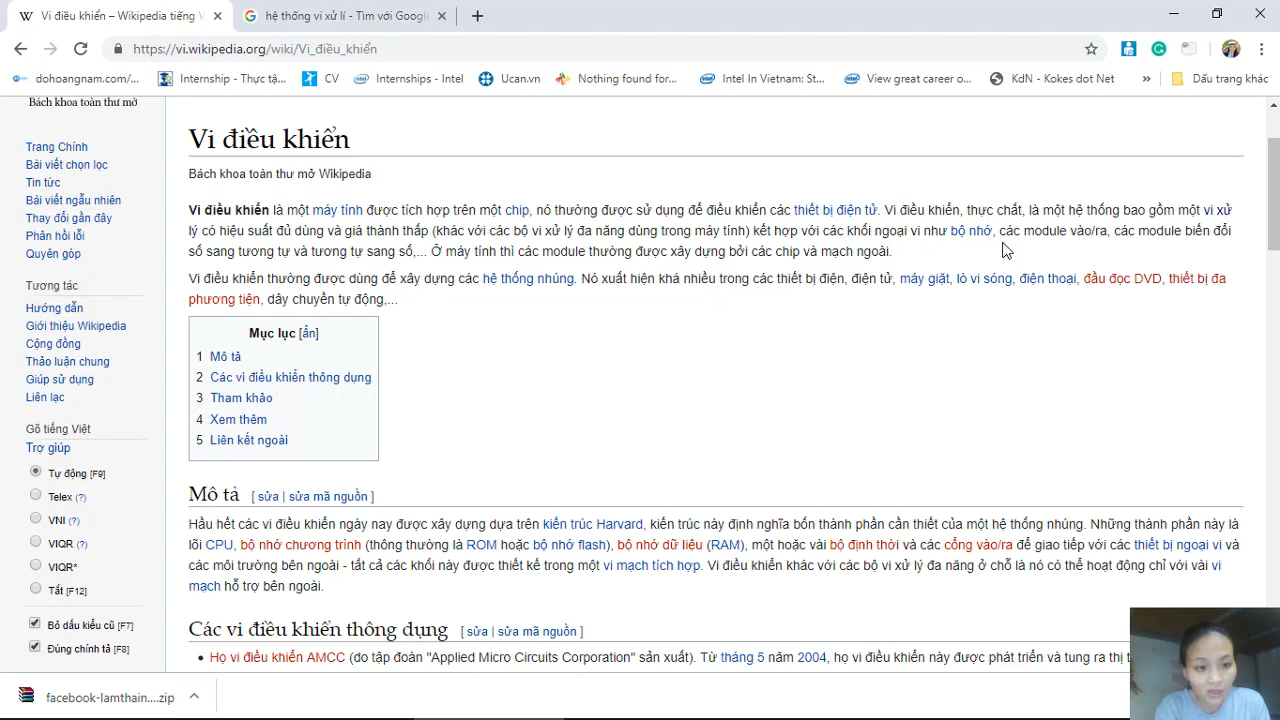 Vi điều khiển – Wikipedia tiếng V
hệ thống vi xử lí - Tìm với Google
https://vi.wikipedia.org/wiki/Vi_điều_khiển
dohoangnam.com/...
Internship - Thực tậ...
CV
Internships - Intel
Ucan.vn
Nothing found for...
Intel In Vietnam: St...
View great career o...
KdN - Kokes dot Net
»
Dấu trang khác
Bách khoa toàn thư mở
Trang Chính
Bài viết chọn lọc
Tin tức
Bài viết ngẫu nhiên
Thay đổi gần đây
Phản hồi lỗi
Quyên góp
Tương tác
Hướng dẫn
Giới thiệu Wikipedia
Cộng đồng
Thảo luận chung
Giúp sử dụng
Liên lạc
Gõ tiếng Việt
Trợ giúp
Tự động [F9]
Telex (?)
VNI (?)
VIQR (?)
VIQR*
Tắt [F12]
Bỏ dấu kiểu cũ [F7]
Đúng chính tả [F8]
Vi điều khiển
Bách khoa toàn thư mở Wikipedia
Vi điều khiển là một máy tính được tích hợp trên một chip, nó thường được sử dụng để điều khiển các thiết bị điện tử. Vi điều khiển, thực chất, là một hệ thống bao gồm một vi xử
lý có hiệu suất đủ dùng và giá thành thấp (khác với các bộ vi xử lý đa năng dùng trong máy tính) kết hợp với các khối ngoại vi như bộ nhớ, các module vào/ra, các module biến đổi
số sang tương tự và tương tự sang số,... Ở máy tính thì các module thường được xây dựng bởi các chip và mạch ngoài.
Vi điều khiển thường được dùng để xây dựng các hệ thống nhúng. Nó xuất hiện khá nhiều trong các thiết bị điện, điện tử, máy giặt, lò vi sóng, điện thoại, đầu đọc DVD, thiết bị đa
phương tiện, dây chuyền tự động,...
Mục lục [ẩn]
1 Mô tả
2 Các vi điều khiển thông dụng
3 Tham khảo
4 Xem thêm
5 Liên kết ngoài
Mô tả [ sửa | sửa mã nguồn ]
Hầu hết các vi điều khiển ngày nay được xây dựng dựa trên kiến trúc Harvard, kiến trúc này định nghĩa bốn thành phần cần thiết của một hệ thống nhúng. Những thành phần này là
lõi CPU, bộ nhớ chương trình (thông thường là ROM hoặc bộ nhớ flash), bộ nhớ dữ liệu (RAM), một hoặc vài bộ định thời và các cổng vào/ra để giao tiếp với các thiết bị ngoại vi và
các môi trường bên ngoài - tất cả các khối này được thiết kế trong một vi mạch tích hợp. Vi điều khiển khác với các bộ vi xử lý đa năng ở chỗ là nó có thể hoạt động chỉ với vài vi
mạch hỗ trợ bên ngoài.
Các vi điều khiển thông dụng [ sửa | sửa mã nguồn ]
Họ vi điều khiển AMCC (do tập đoàn "Applied Micro Circuits Corporation" sản xuất). Từ tháng 5 năm 2004, họ vi điều khiển này được phát triển và tung ra thị
facebook-lamthain....zip